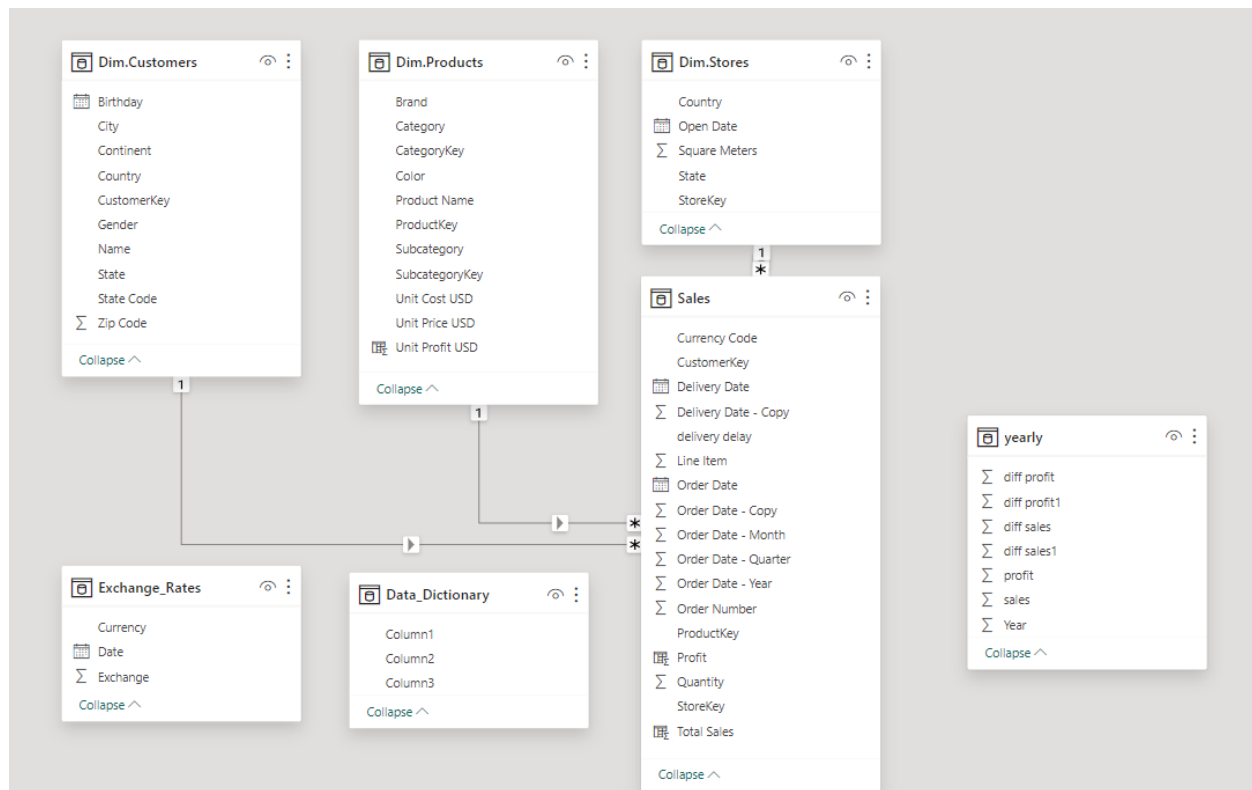 Dim.Customers
Birthday
City
Continent
Country
CustomerKey
Gender
Name
State
State Code
Σ Zip Code
Collapse
1
Dim.Products
Brand
Category
CategoryKey
Color
Product Name
ProductKey
Subcategory
SubcategoryKey
Unit Cost USD
Unit Price USD
Unit Profit USD
Collapse
1
Dim.Stores
Country
Open Date
Σ Square Meters
State
StoreKey
Collapse
1
*
Sales
Currency Code
CustomerKey
Delivery Date
Σ Delivery Date - Copy
delivery delay
Σ Line Item
Order Date
Σ Order Date - Copy
Σ Order Date - Month
Σ Order Date - Quarter
Σ Order Date - Year
Σ Order Number
ProductKey
Profit
Σ Quantity
StoreKey
Total Sales
Collapse
*
*
Exchange_Rates
Currency
Date
Σ Exchange
Collapse
Data_Dictionary
Column1
Column2
Column3
Collapse
yearly
Σ diff profit
Σ diff profit1
Σ diff sales
Σ diff sales1
Σ profit
Σ sales
Σ Year
Collapse